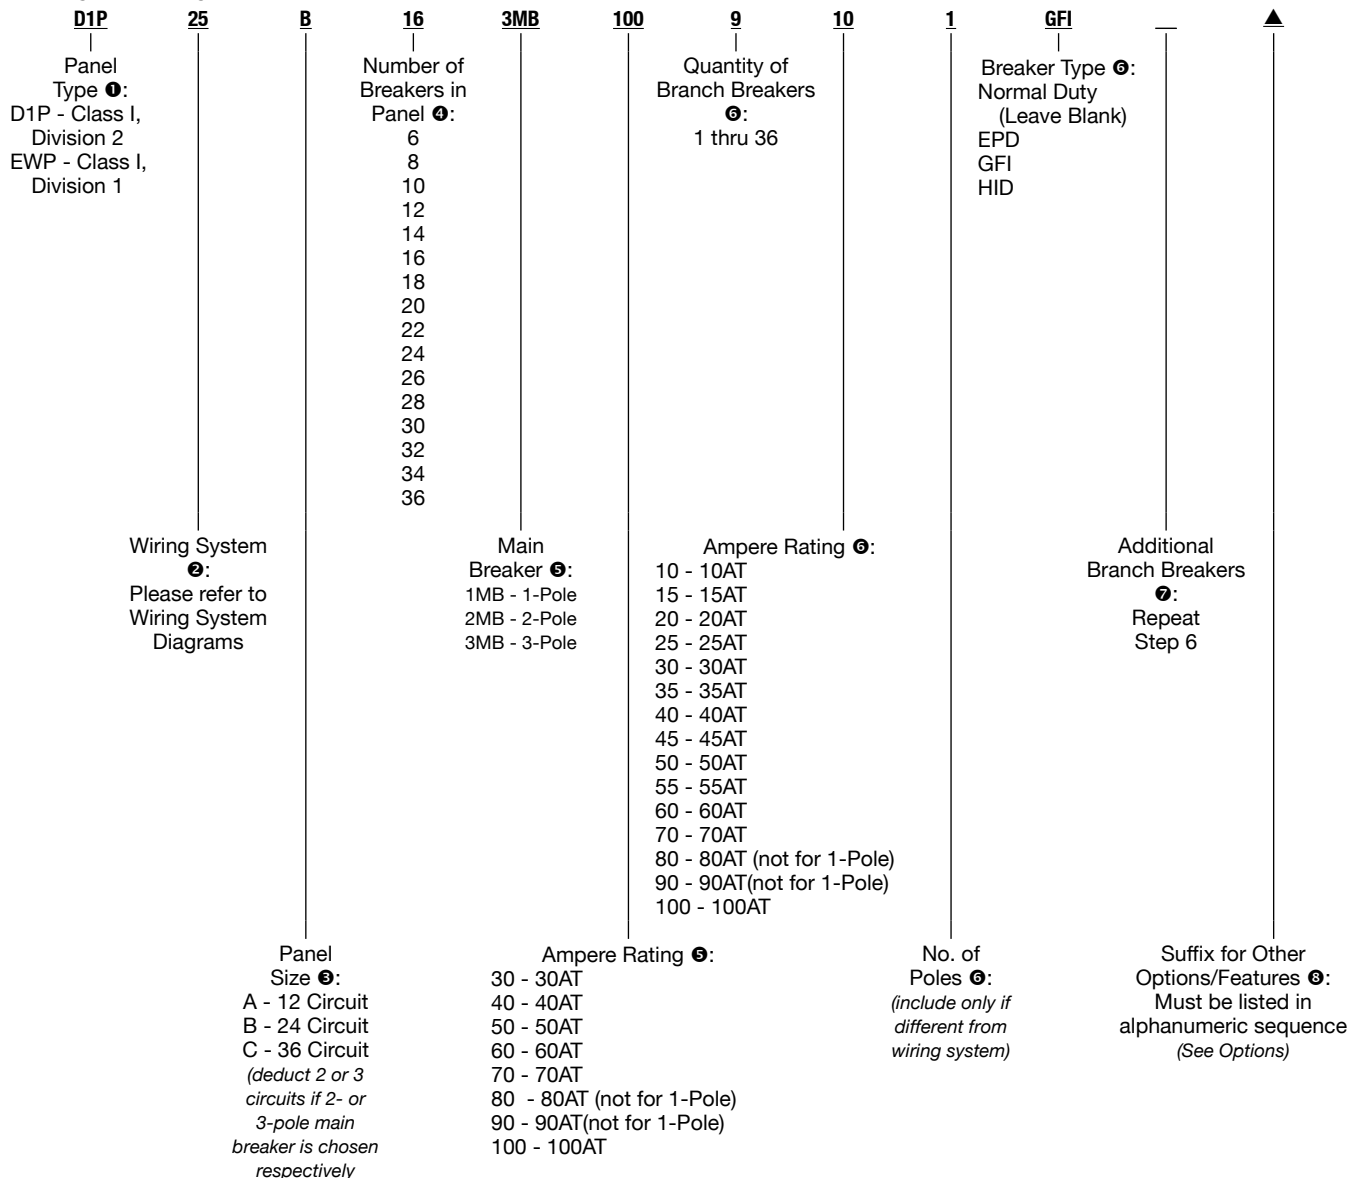 D1P 25 B 16 3MB 100 9 10 1 GFI __ ▲
Panel
Type ❶:
D1P - Class I,
Division 2
EWP - Class I,
Division 1
Number of
Breakers in
Panel ❹:
6
8
10
12
14
16
18
20
22
24
26
28
30
32
34
36
Quantity of
Branch Breakers
❻:
1 thru 36
Breaker Type ❻:
Normal Duty
(Leave Blank)
EPD
GFI
HID
Wiring System
❷:
Please refer to
Wiring System
Diagrams
Main
Breaker ❺:
1MB - 1-Pole
2MB - 2-Pole
3MB - 3-Pole
Ampere Rating ❻:
10 - 10AT
15 - 15AT
20 - 20AT
25 - 25AT
30 - 30AT
35 - 35AT
40 - 40AT
45 - 45AT
50 - 50AT
55 - 55AT
60 - 60AT
70 - 70AT
80 - 80AT (not for 1-Pole)
90 - 90AT(not for 1-Pole)
100 - 100AT
Additional
Branch Breakers
❼:
Repeat
Step 6
Panel
Size ❸:
A - 12 Circuit
B - 24 Circuit
C - 36 Circuit
(deduct 2 or 3
circuits if 2- or
3-pole main
breaker is chosen
respectively
Ampere Rating ❺:
30 - 30AT
40 - 40AT
50 - 50AT
60 - 60AT
70 - 70AT
80 - 80AT (not for 1-Pole)
90 - 90AT(not for 1-Pole)
100 - 100AT
No. of
Poles ❻:
(include only if
different from
wiring system)
Suffix for Other
Options/Features ❽:
Must be listed in
alphanumeric sequence
(See Options)